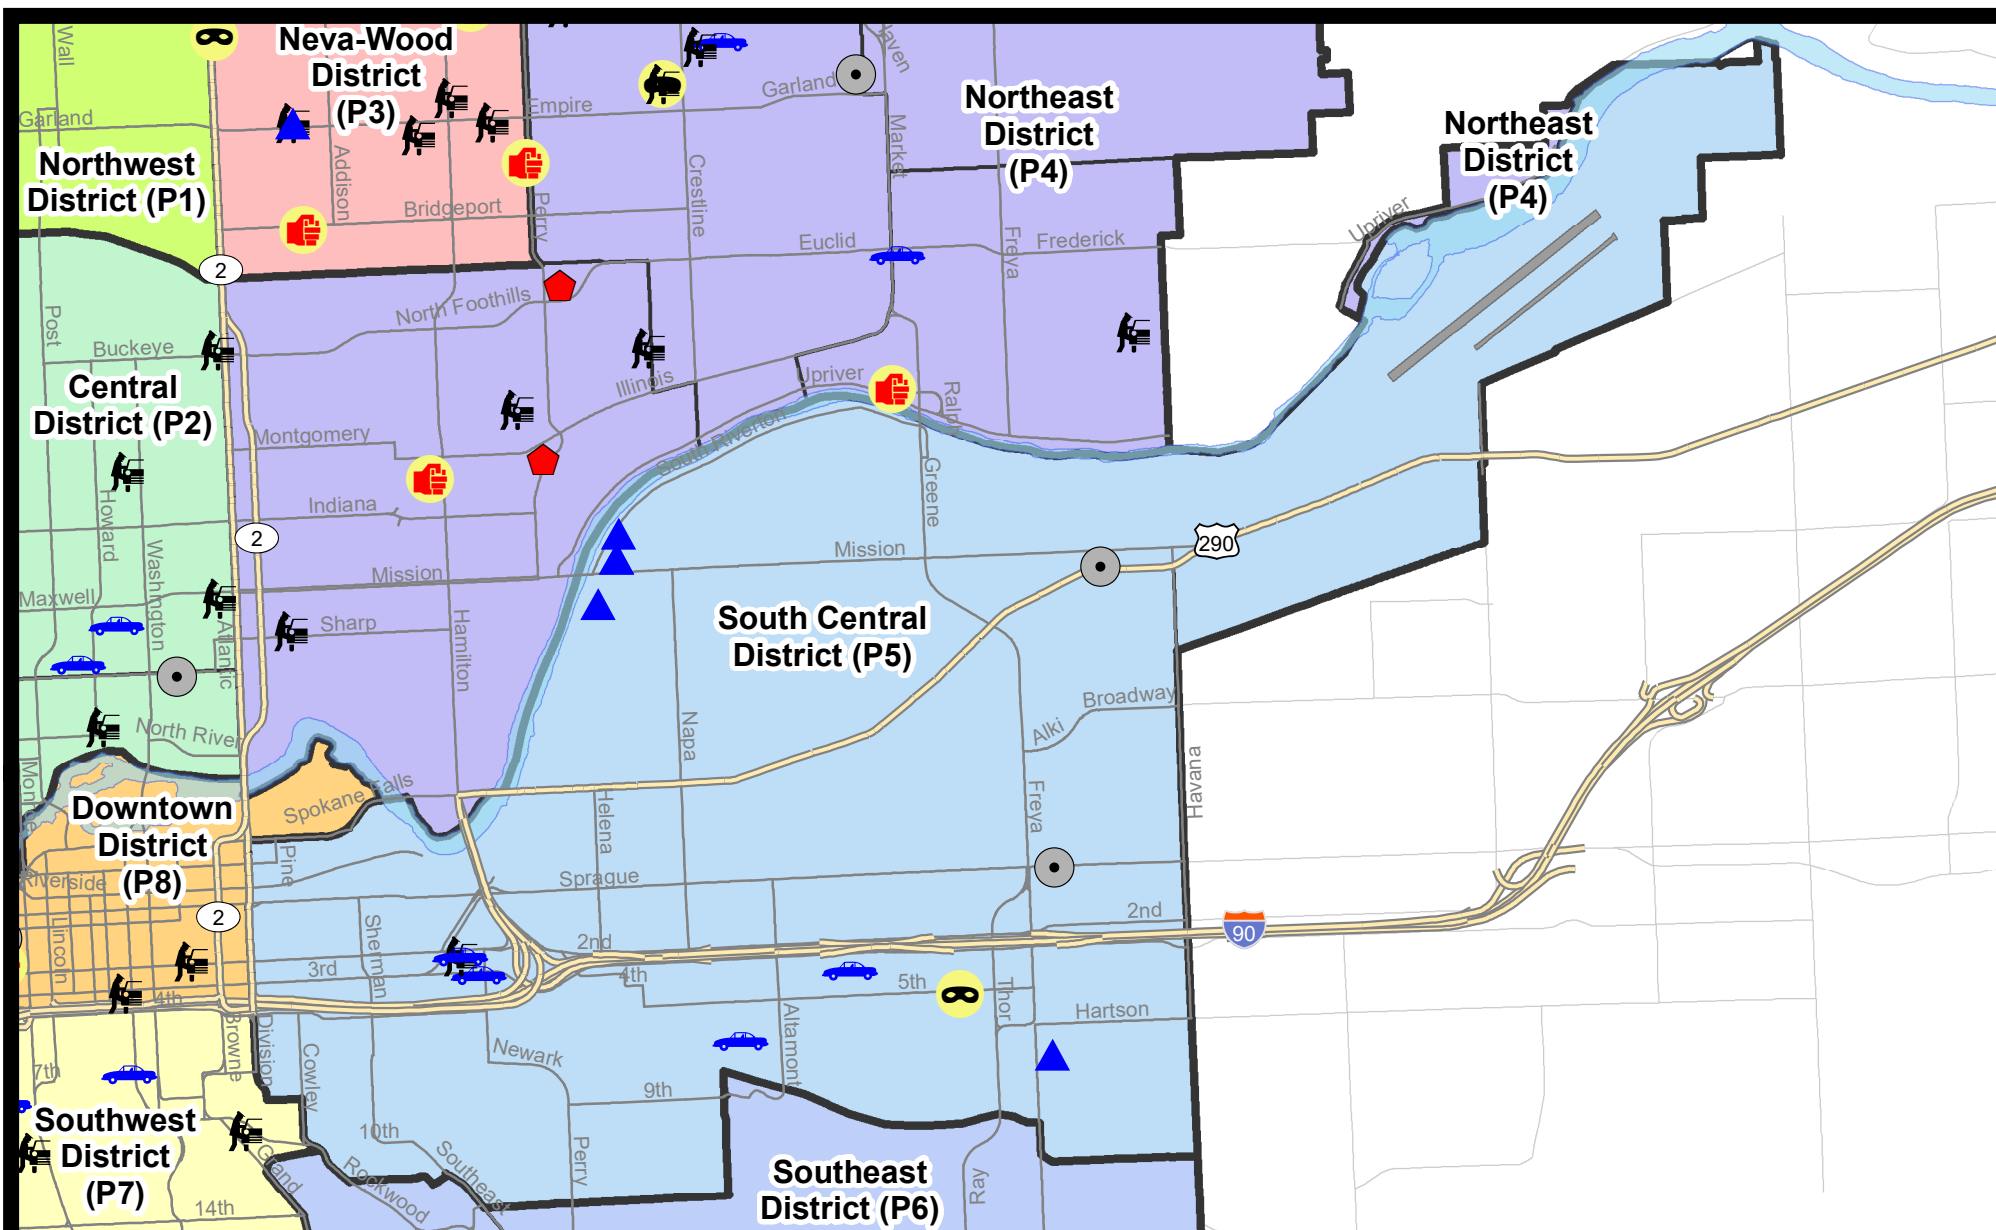 Wall
Neva-Wood
District
(P3)
Garland
Empire
Garland
Northeast
District
(P4)
Northeast
District
(P4)
Market
Addison
Crestline
Northwest
District (P1)
Bridgeport
Perry
Euclid
Freya
Frederick
Upriver
2
Post
North Foothills
Buckeye
Central
District (P2)
Illinois
Upriver
Ralph
Montgomery
South Riverton
Greene
Howard
Indiana
Washington
2
Mission
Mission
290
Maxwell
Atlantic
Sharp
Hamilton
South Central
District (P5)
Napa
Broadway
Alki
North River
Havana
Spokane Falls
Helena
Freya
Downtown
District
(P8)
Pine
Riverside
Sprague
2
Lincoln
Sherman
2nd
2nd
90
3rd
4th
5th
4th
Thor
Altamont
Hartson
Browne
Division
Cowley
Newark
7th
9th
Southwest
District
(P7)
10th
Southeast
Perry
Grand
Rockwood
Ray
Southeast
District (P6)
14th